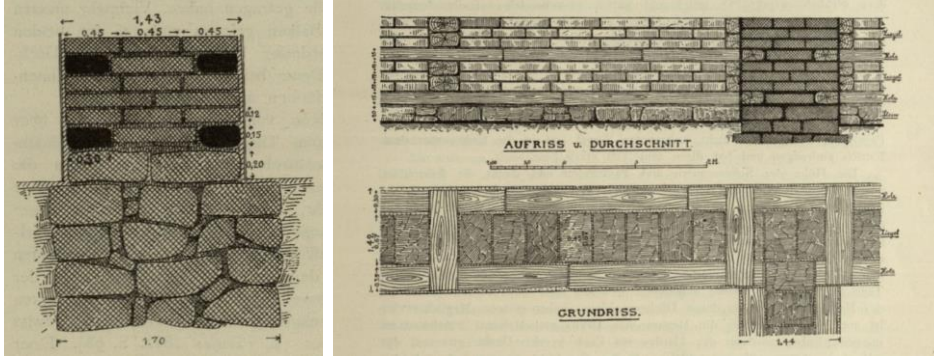 1,43
0,45 0,45 0,45
0,12
0,15
0,30
0,20
1.70
Ziegel
Holz
Ziegel
Holz
AUFRISS u. DURCHSCHNITT
2 M.
Holz
Ziegel
Holz
GRUNDRISS.
1,44